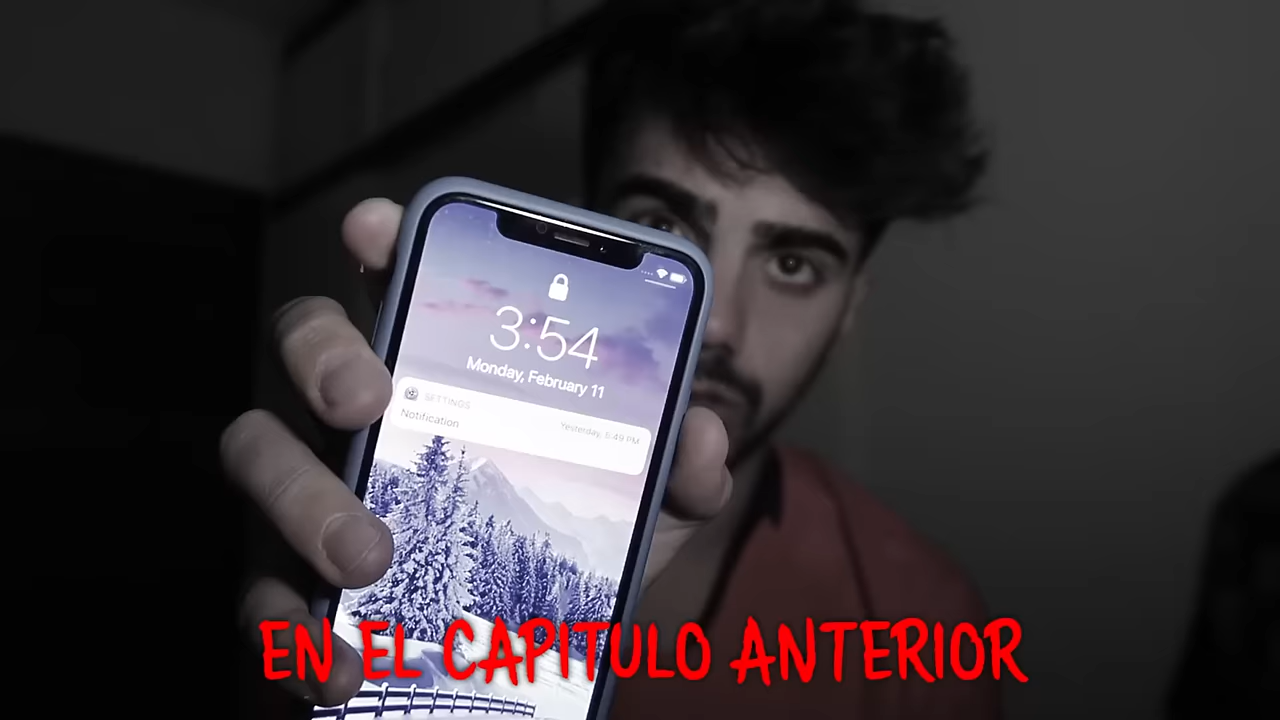 3:54
Monday, February 11
SETTINGS
Notification
Yesterday, 5:49 PM
EN EL CAPITULO ANTERIOR